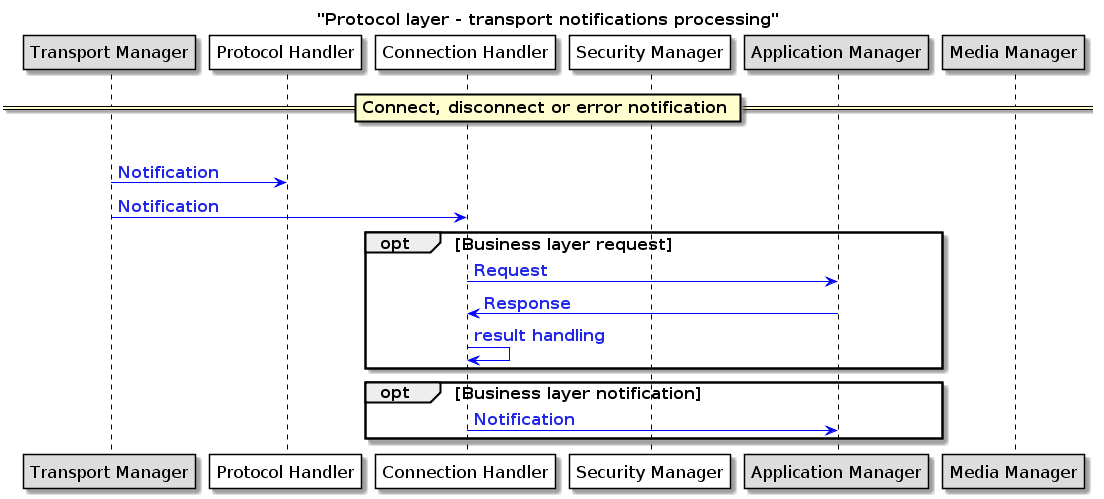 "Protocol layer - transport notifications processing"
Transport Manager Protocol Handler Connection Handler Security Manager Application Manager Media Manager
Connect, disconnect or error notification
Notification
Notification
opt [Business layer request]
Request
Response
result handling
opt [Business layer notification]
Notification
Transport Manager Protocol Handler Connection Handler Security Manager Application Manager Media Manager